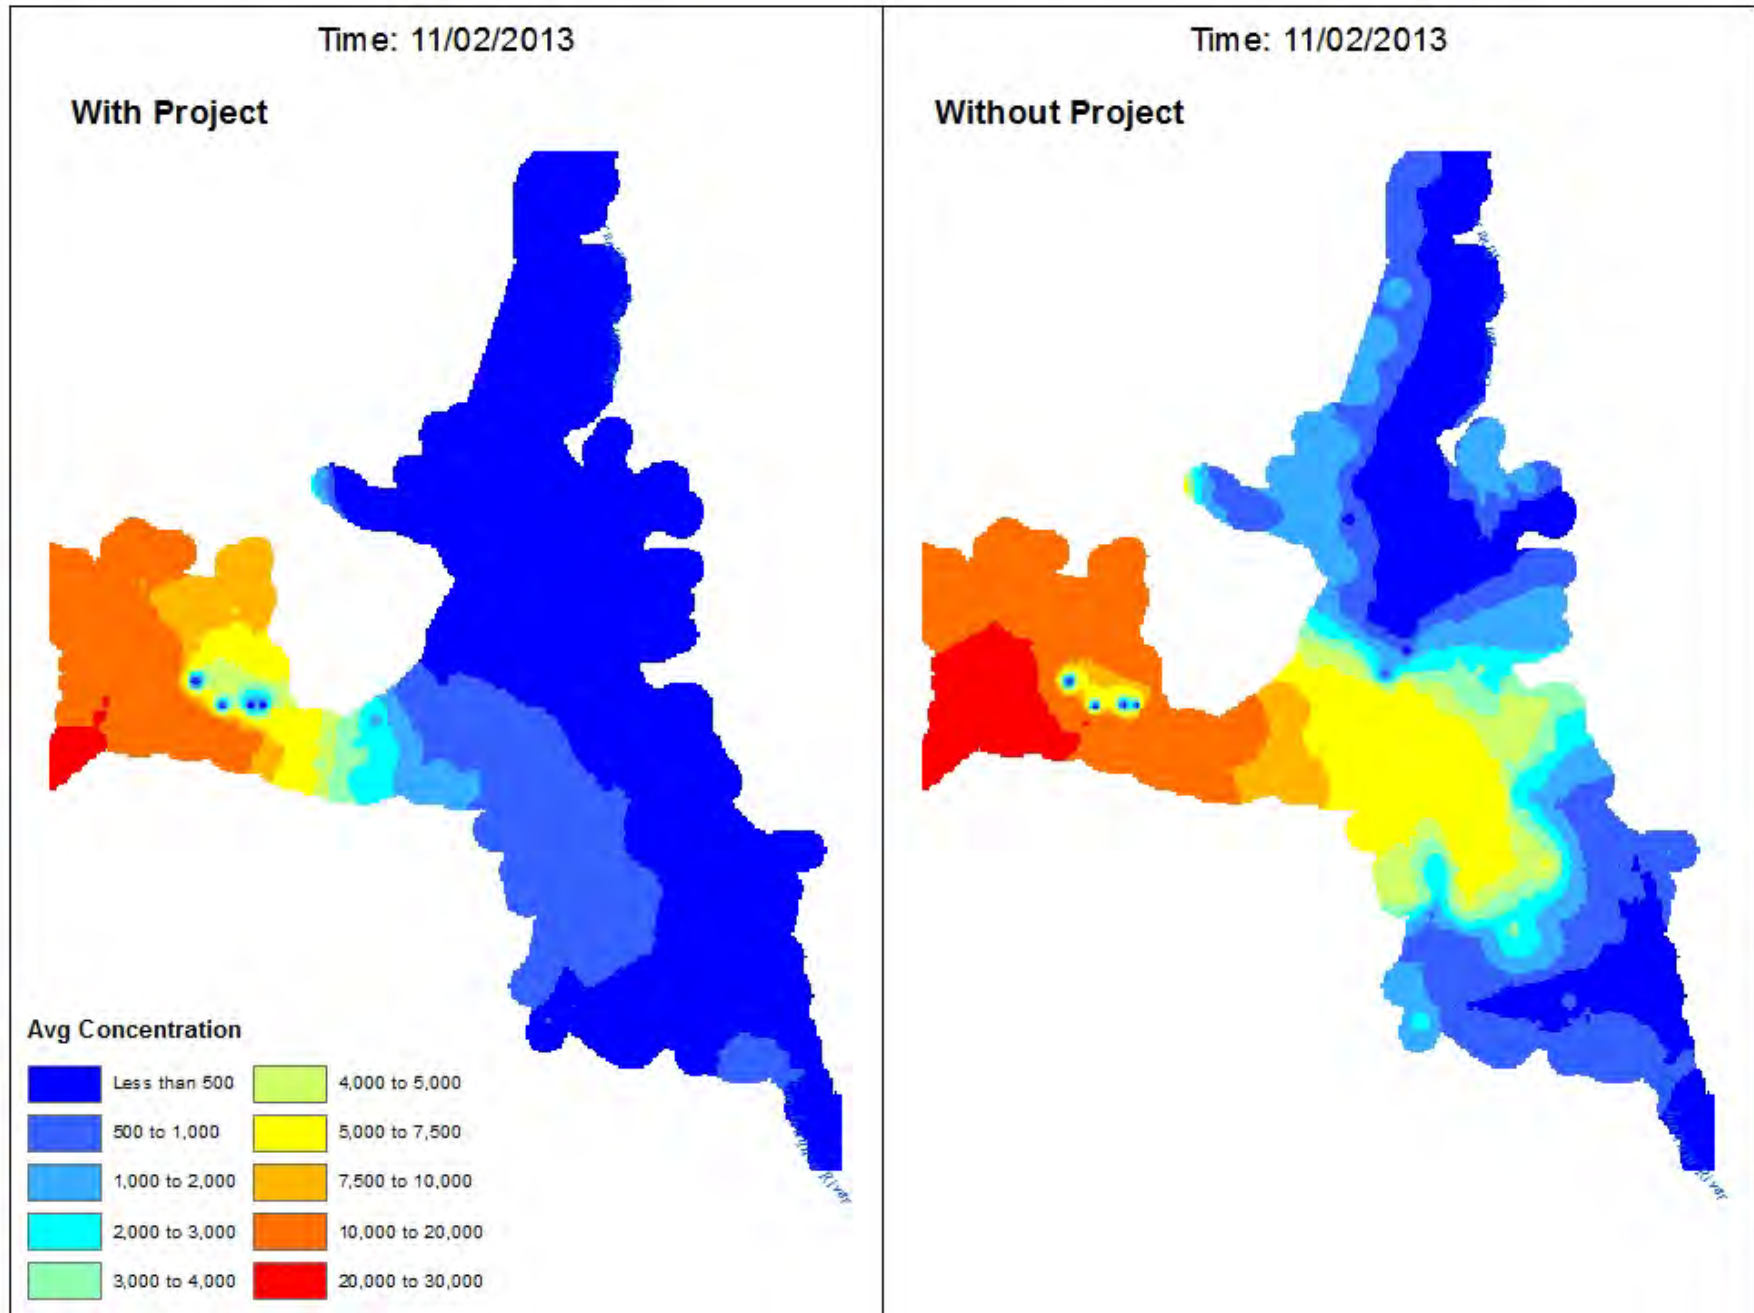 Time: 11/02/2013
With Project
Avg Concentration
Less than 500
500 to 1,000
1,000 to 2,000
2,000 to 3,000
3,000 to 4,000
4,000 to 5,000
5,000 to 7,500
7,500 to 10,000
10,000 to 20,000
20,000 to 30,000
River
Time: 11/02/2013
Without Project
River